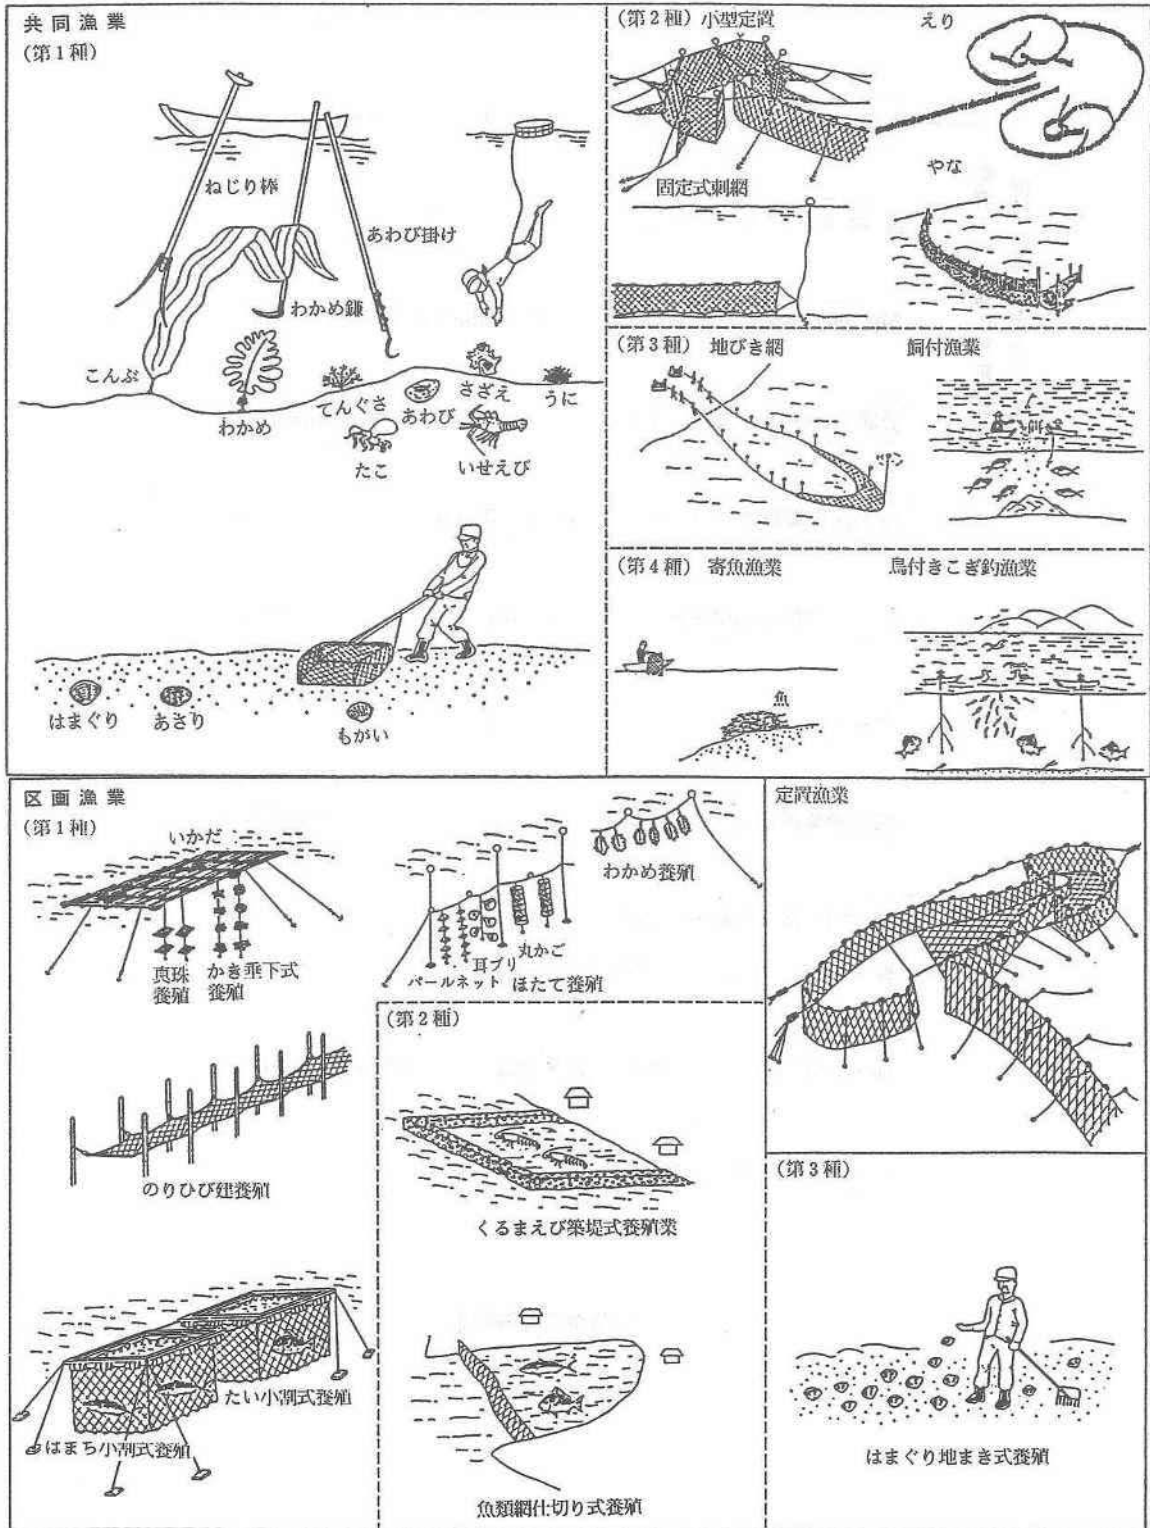 共同漁業
(第1種)
ねじり棒
あわび掛け
わかめ鎌
こんぶ
わかめ
てんぐさ
あわび
さざえ
うに
たこ
いせえび
はまぐり
あさり
もがい
(第2種) 小型定置
えり
固定式刺網
やな
(第3種) 地びき網
飼付漁業
(第4種) 寄魚漁業
鳥付きこぎ釣漁業
魚
区画漁業
(第1種)
いかだ
真珠
養殖
かき垂下式
養殖
わかめ養殖
丸かご
耳ブリ
パールネット
ほたて養殖
のりひび建養殖
たい小割式養殖
はまち小割式養殖
(第2種)
くるまえび築堤式養殖業
魚類網仕切り式養殖
定置漁業
(第3種)
はまぐり地まき式養殖